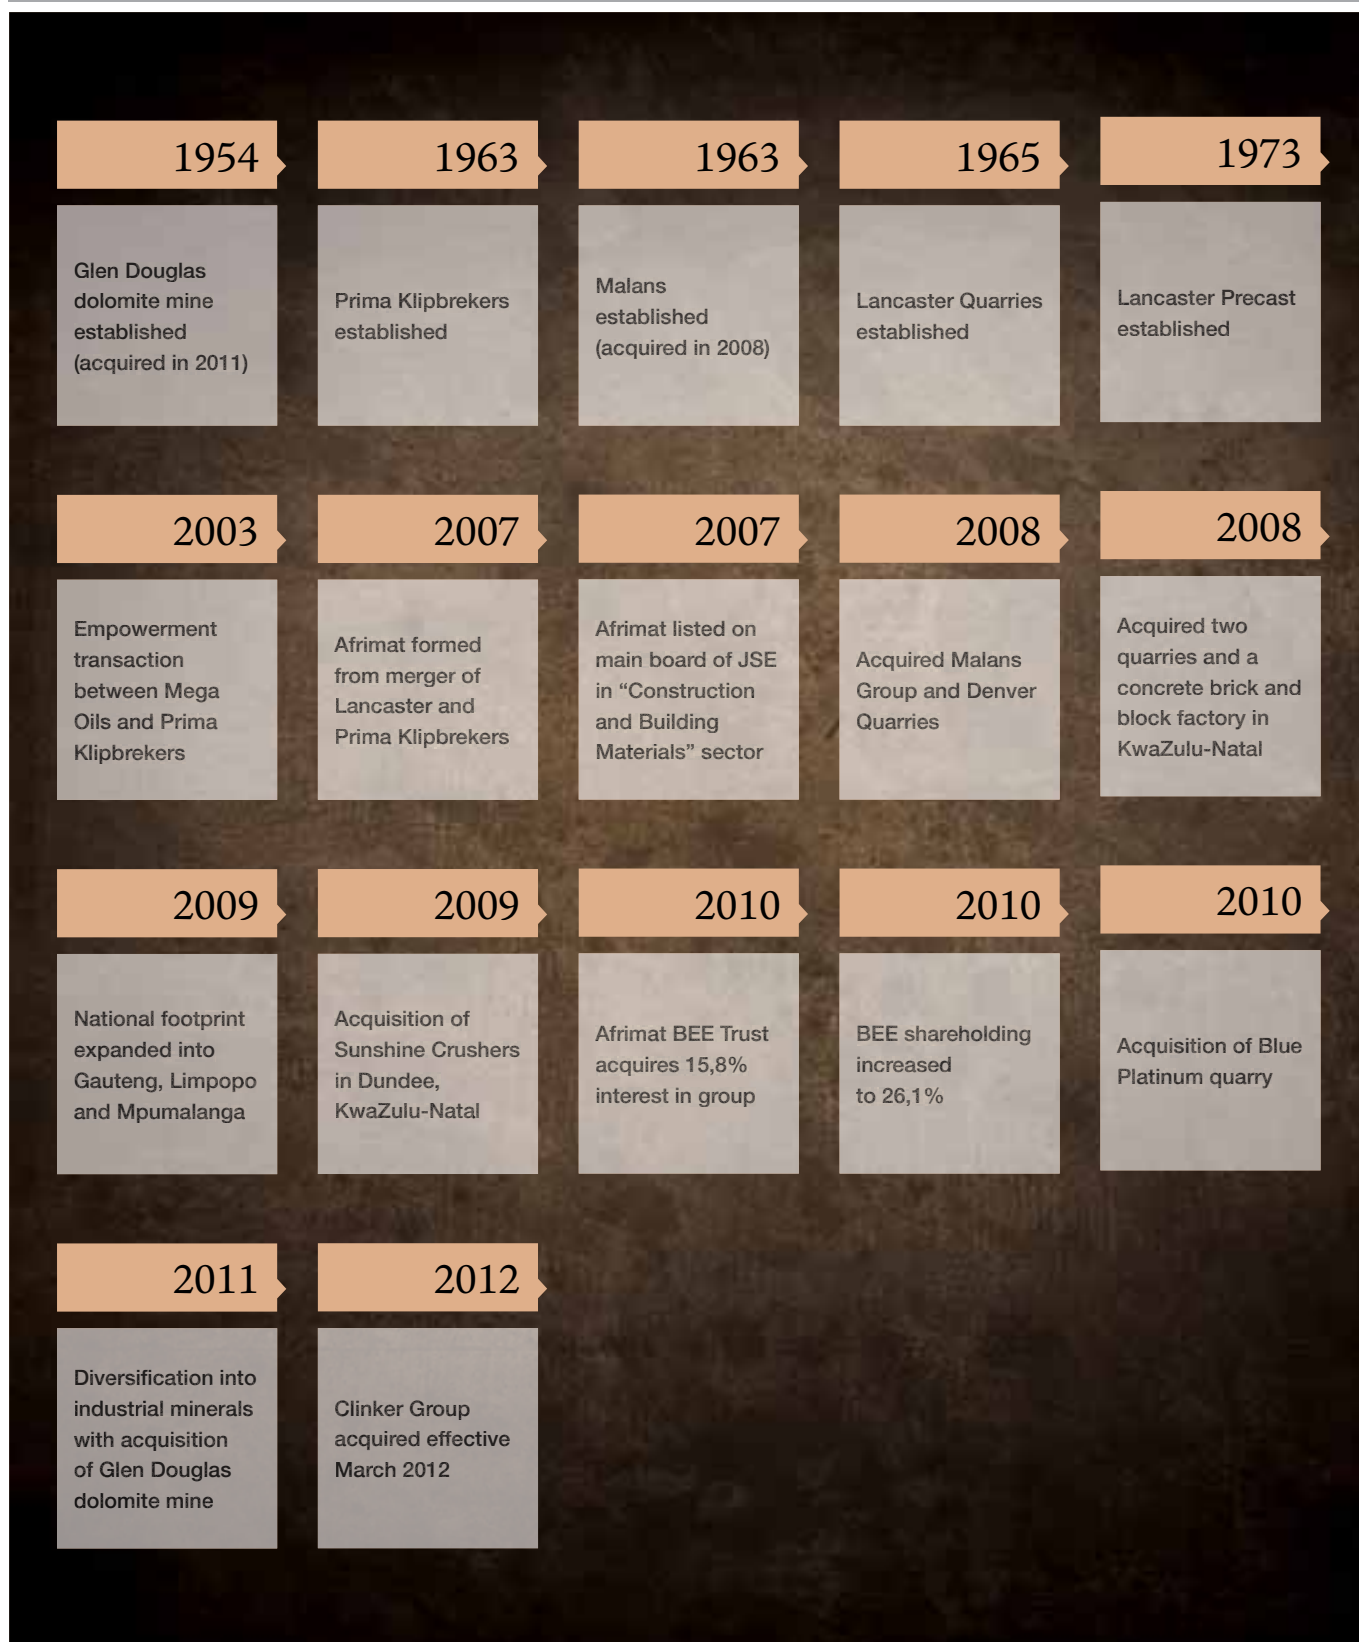 1954
Glen Douglas
dolomite mine
established
(acquired in 2011)
1963
Prima Klipbrekers
established
1963
Malans
established
(acquired in 2008)
1965
Lancaster Quarries
established
1973
Lancaster Precast
established
2003
Empowerment
transaction
between Mega
Oils and Prima
Klipbrekers
2007
Afrimat formed
from merger of
Lancaster and
Prima Klipbrekers
2007
Afrimat listed on
main board of JSE
in “Construction
and Building
Materials” sector
2008
Acquired Malans
Group and Denver
Quarries
2008
Acquired two
quarries and a
concrete brick and
block factory in
KwaZulu-Natal
2009
National footprint
expanded into
Gauteng, Limpopo
and Mpumalanga
2009
Acquisition of
Sunshine Crushers
in Dundee,
KwaZulu-Natal
2010
Afrimat BEE Trust
acquires 15,8%
interest in group
2010
BEE shareholding
increased
to 26,1%
2010
Acquisition of Blue
Platinum quarry
2011
Diversification into
industrial minerals
with acquisition
of Glen Douglas
dolomite mine
2012
Clinker Group
acquired effective
March 2012